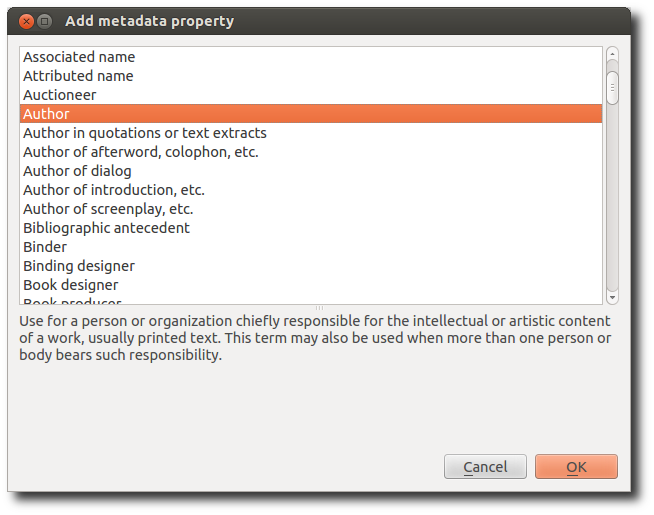 Add metadata property
Associated name
Attributed name
Auctioneer
Author
Author in quotations or text extracts
Author of afterword, colophon, etc.
Author of dialog
Author of introduction, etc.
Author of screenplay, etc.
Bibliographic antecedent
Binder
Binding designer
Book designer
Book producer
Use for a person or organization chiefly responsible for the intellectual or artistic content
of a work, usually printed text. This term may also be used when more than one person or
body bears such responsibility.
Cancel
OK